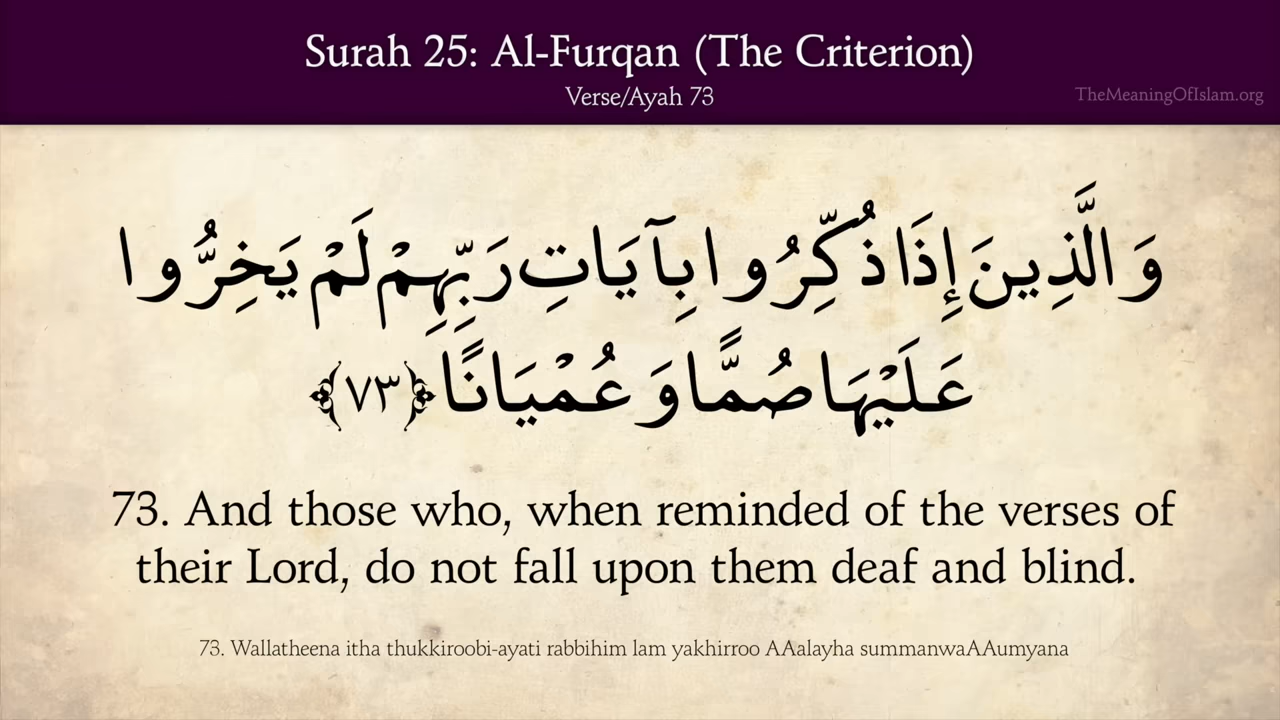 Surah 25: Al-Furqan (The Criterion)
Verse/Ayah 73
TheMeaningOfIslam.org
وَالَّذِينَ إِذَا ذُكِّرُوا بِآيَاتِ رَبِّهِمْ لَمْ يَخِرُّوا
عَلَيْهَا صُمًّا وَعُمْيَانًا ﴿٧٣﴾
73. And those who, when reminded of the verses of
their Lord, do not fall upon them deaf and blind.
73. Wallatheena itha thukkiroobi-ayati rabbihim lam yakhirroo AAalayha summanwaAAumyana